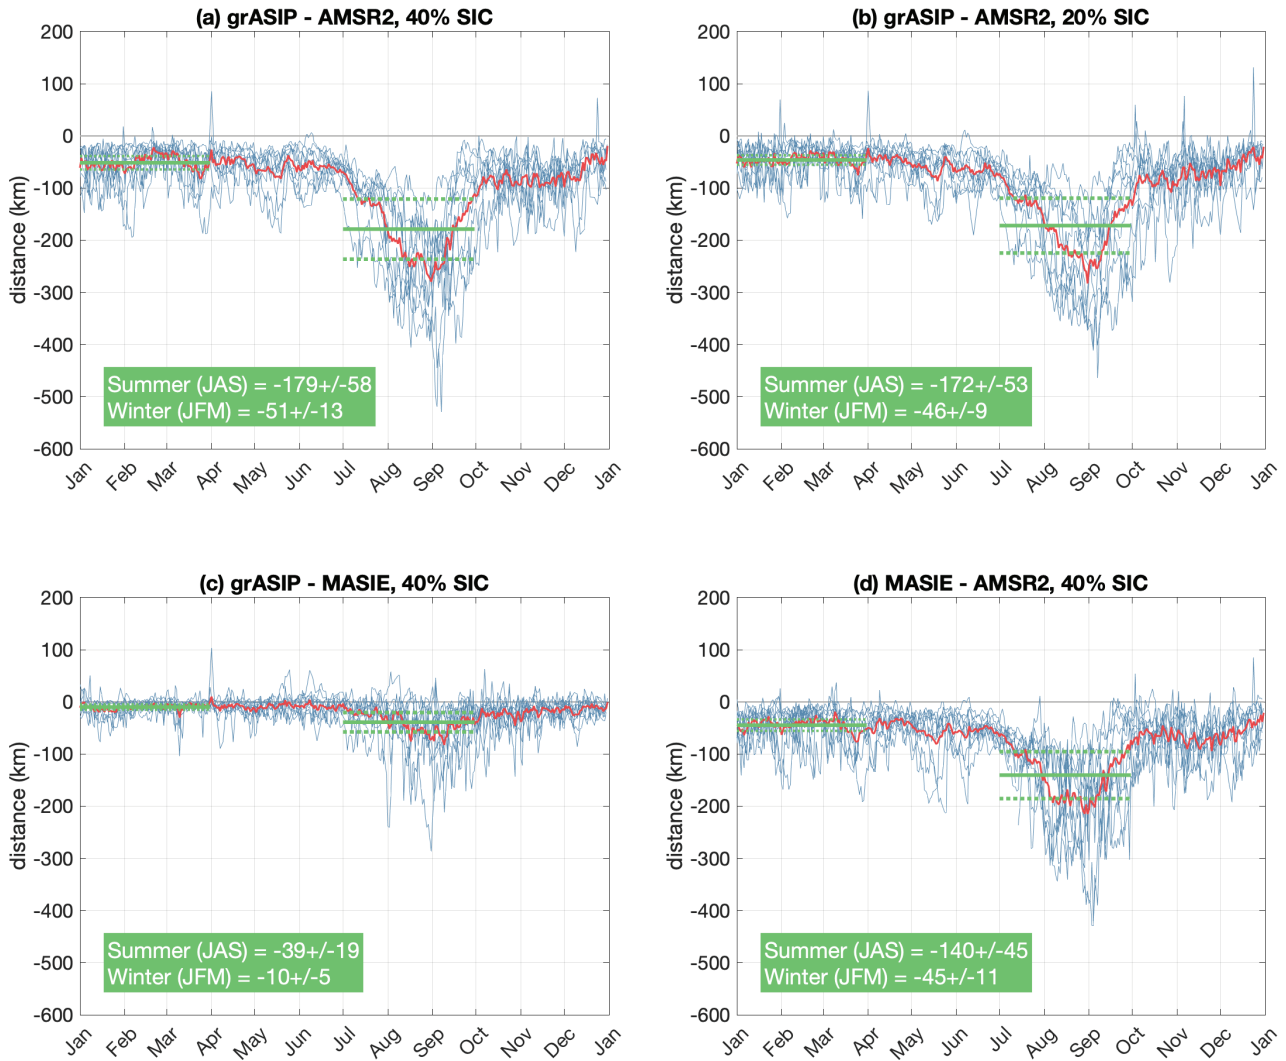 (a) grASIP - AMSR2, 40% SIC
200
100
0
-100
-200
-300
-400
-500
-600
distance (km)
Summer (JAS) = -179+/-58
Winter (JFM) = -51+/-13
Jan Feb Mar Apr May Jun Jul Aug Sep Oct Nov Dec Jan
(b) grASIP - AMSR2, 20% SIC
200
100
0
-100
-200
-300
-400
-500
-600
distance (km)
Summer (JAS) = -172+/-53
Winter (JFM) = -46+/-9
Jan Feb Mar Apr May Jun Jul Aug Sep Oct Nov Dec Jan
(c) grASIP - MASIE, 40% SIC
200
100
0
-100
-200
-300
-400
-500
-600
distance (km)
Summer (JAS) = -39+/-19
Winter (JFM) = -10+/-5
Jan Feb Mar Apr May Jun Jul Aug Sep Oct Nov Dec Jan
(d) MASIE - AMSR2, 40% SIC
200
100
0
-100
-200
-300
-400
-500
-600
distance (km)
Summer (JAS) = -140+/-45
Winter (JFM) = -45+/-11
Jan Feb Mar Apr May Jun Jul Aug Sep Oct Nov Dec Jan